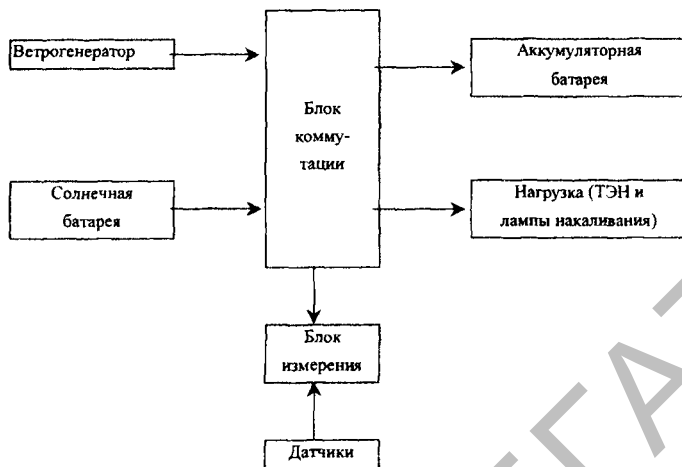 Ветрогенератор
Аккумуляторная
батарея
Блок
комму-
тации
Солнечная
батарея
Нагрузка (ТЭН и
лампы накаливания)
Блок
измерения
Датчики